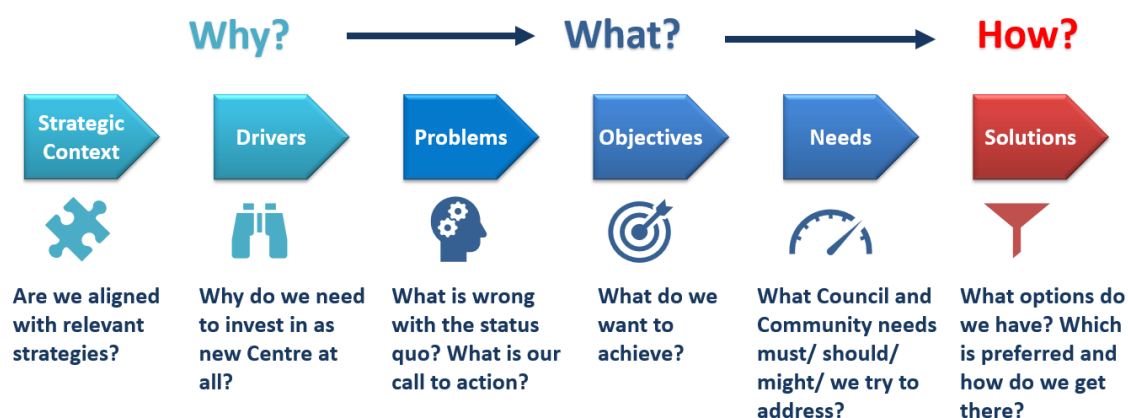 Why?
What?
How?
Strategic
Context
Drivers
Problems
Objectives
Needs
Solutions
Are we aligned
with relevant
strategies?
Why do we need
to invest in as
new Centre at
all?
What is wrong
with the status
quo? What is our
call to action?
What do we
want to
achieve?
What Council and
Community needs
must/ should/
might/ we try to
address?
What options do
we have? Which
is preferred and
how do we get
there?